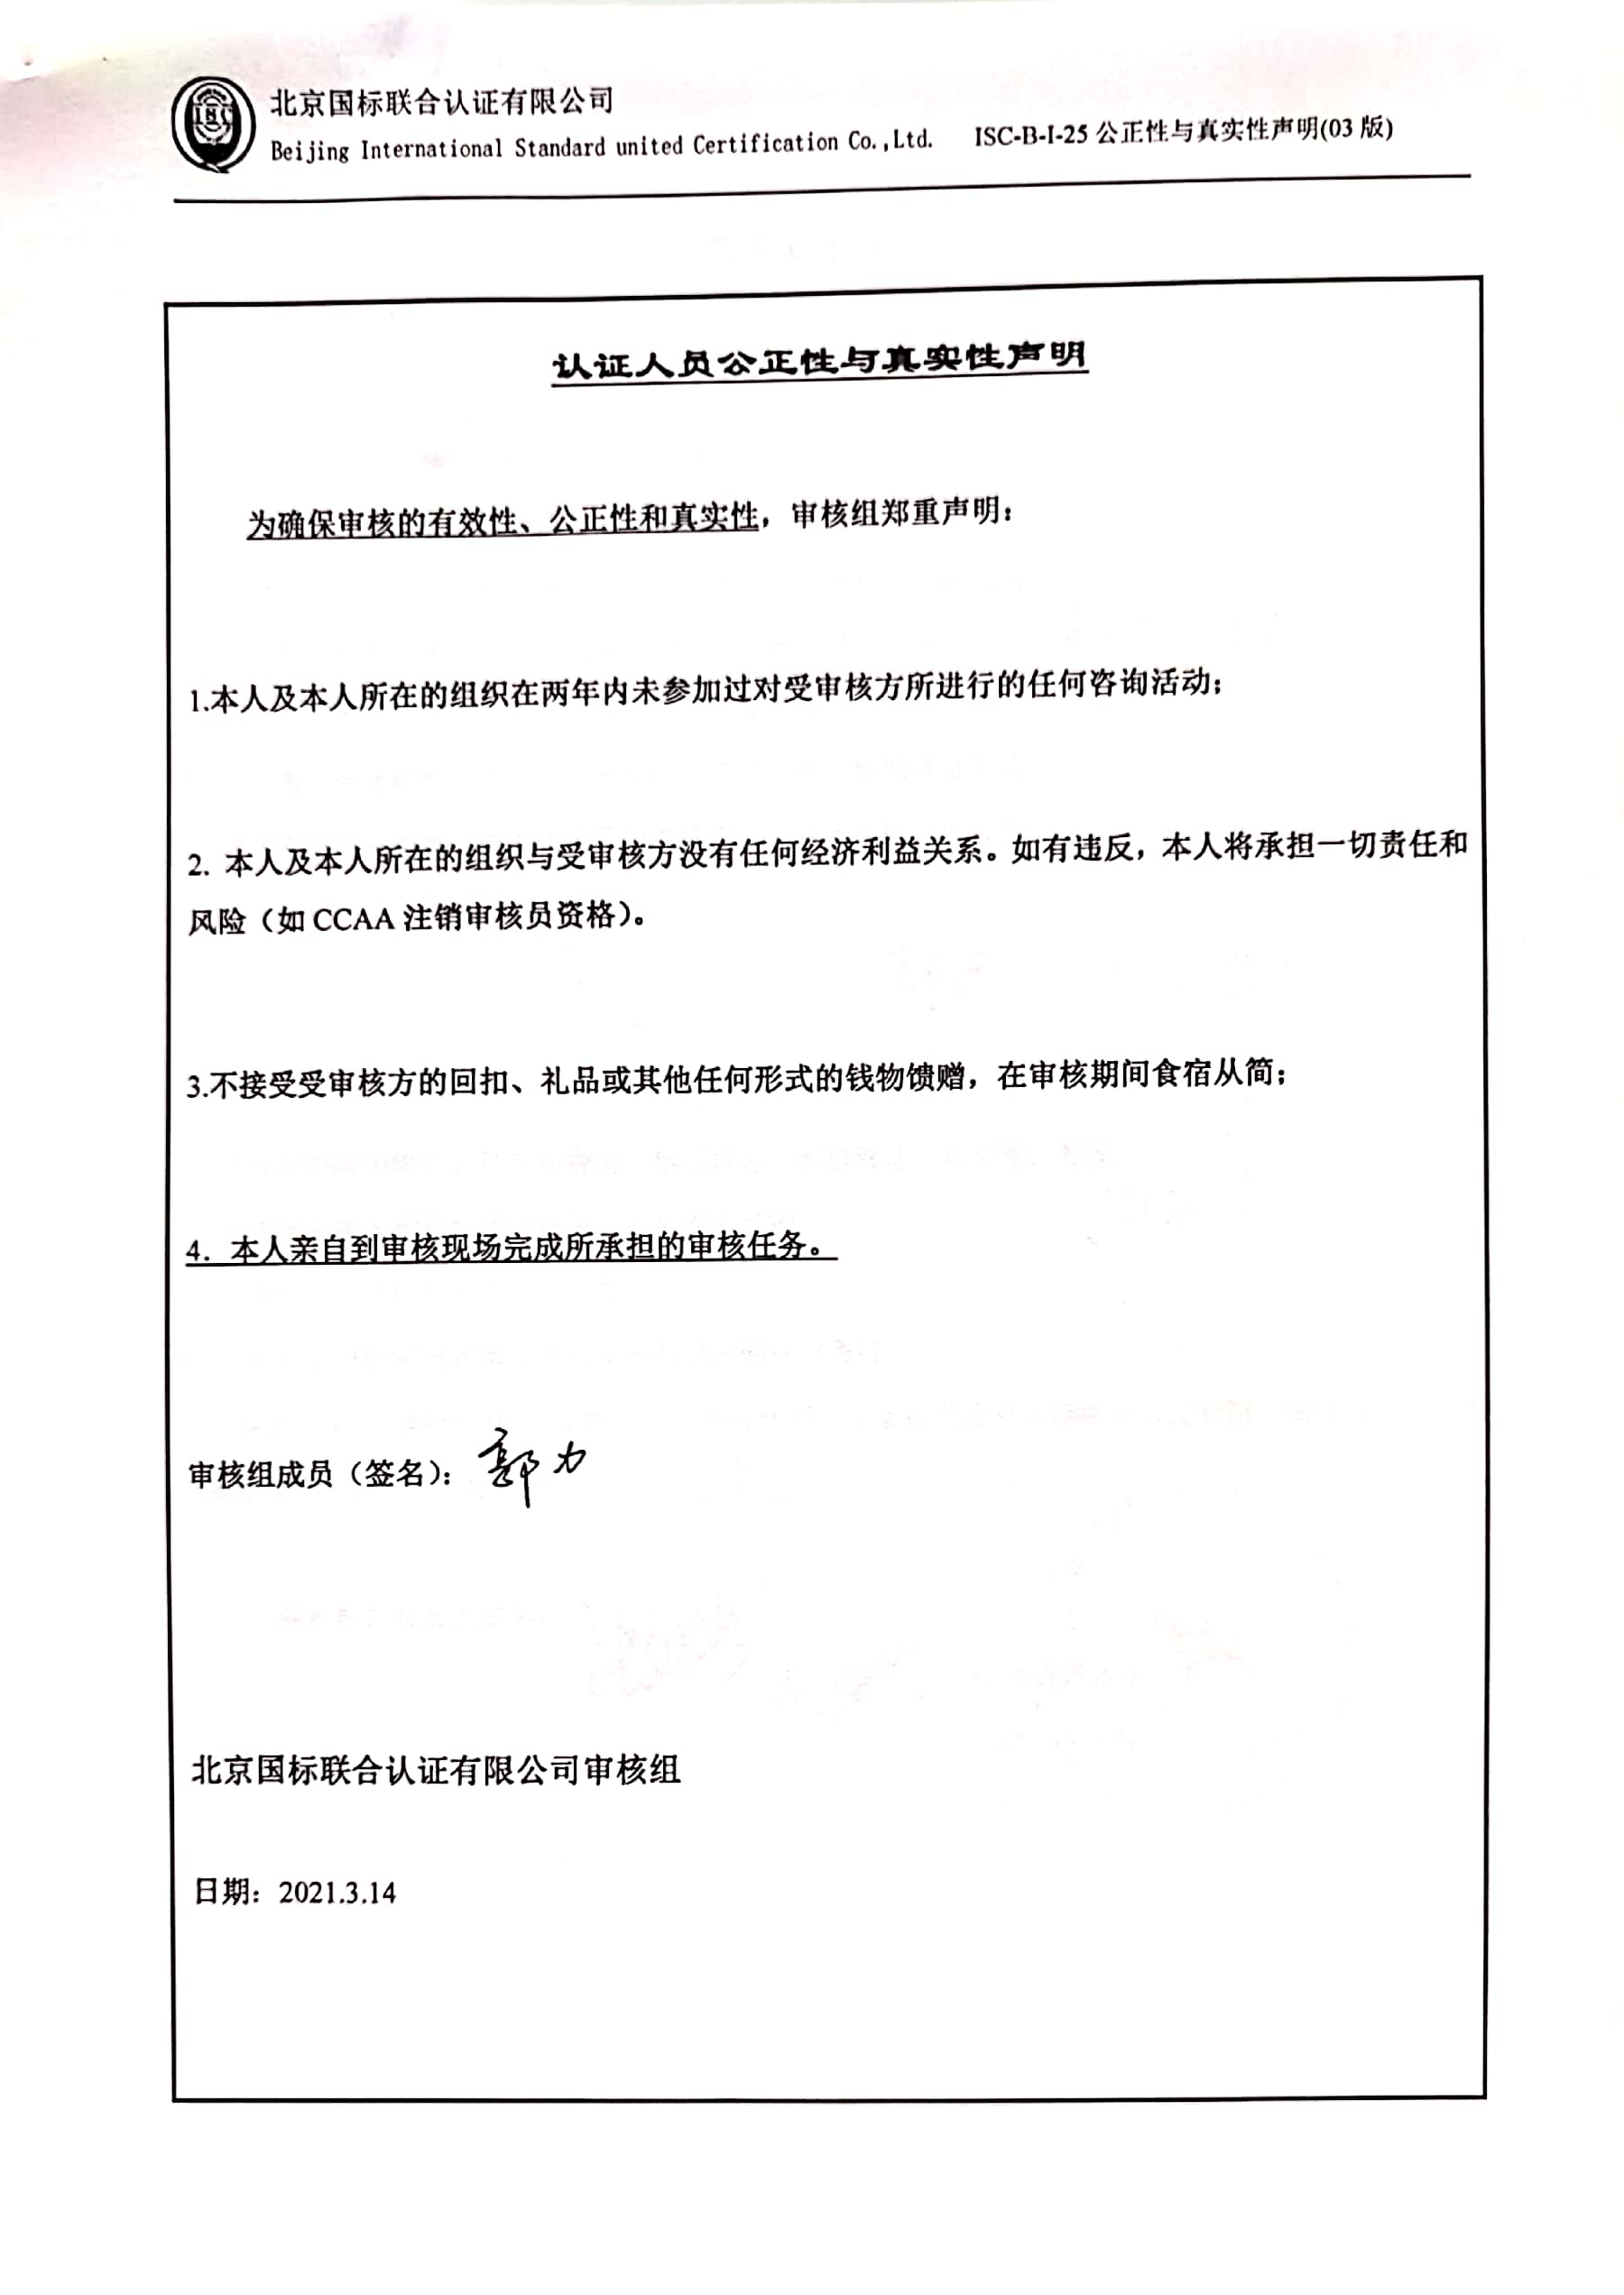 ISC
北京国标联合认证有限公司
Beijing International Standard united Certification Co.,Ltd.
ISC-B-I-25 公正性与真实性声明(03 版)
认证人员公正性与真实性声明
为确保审核的有效性、公正性和真实性，审核组郑重声明：
1.本人及本人所在的组织在两年内未参加过对受审核方所进行的任何咨询活动；
2. 本人及本人所在的组织与受审核方没有任何经济利益关系。如有违反，本人将承担一切责任和
风险（如 CCAA 注销审核员资格）。
3.不接受受审核方的回扣、礼品或其他任何形式的钱物馈赠，在审核期间食宿从简；
4. 本人亲自到审核现场完成所承担的审核任务。
审核组成员（签名）： 郭力
北京国标联合认证有限公司审核组
日期：2021.3.14